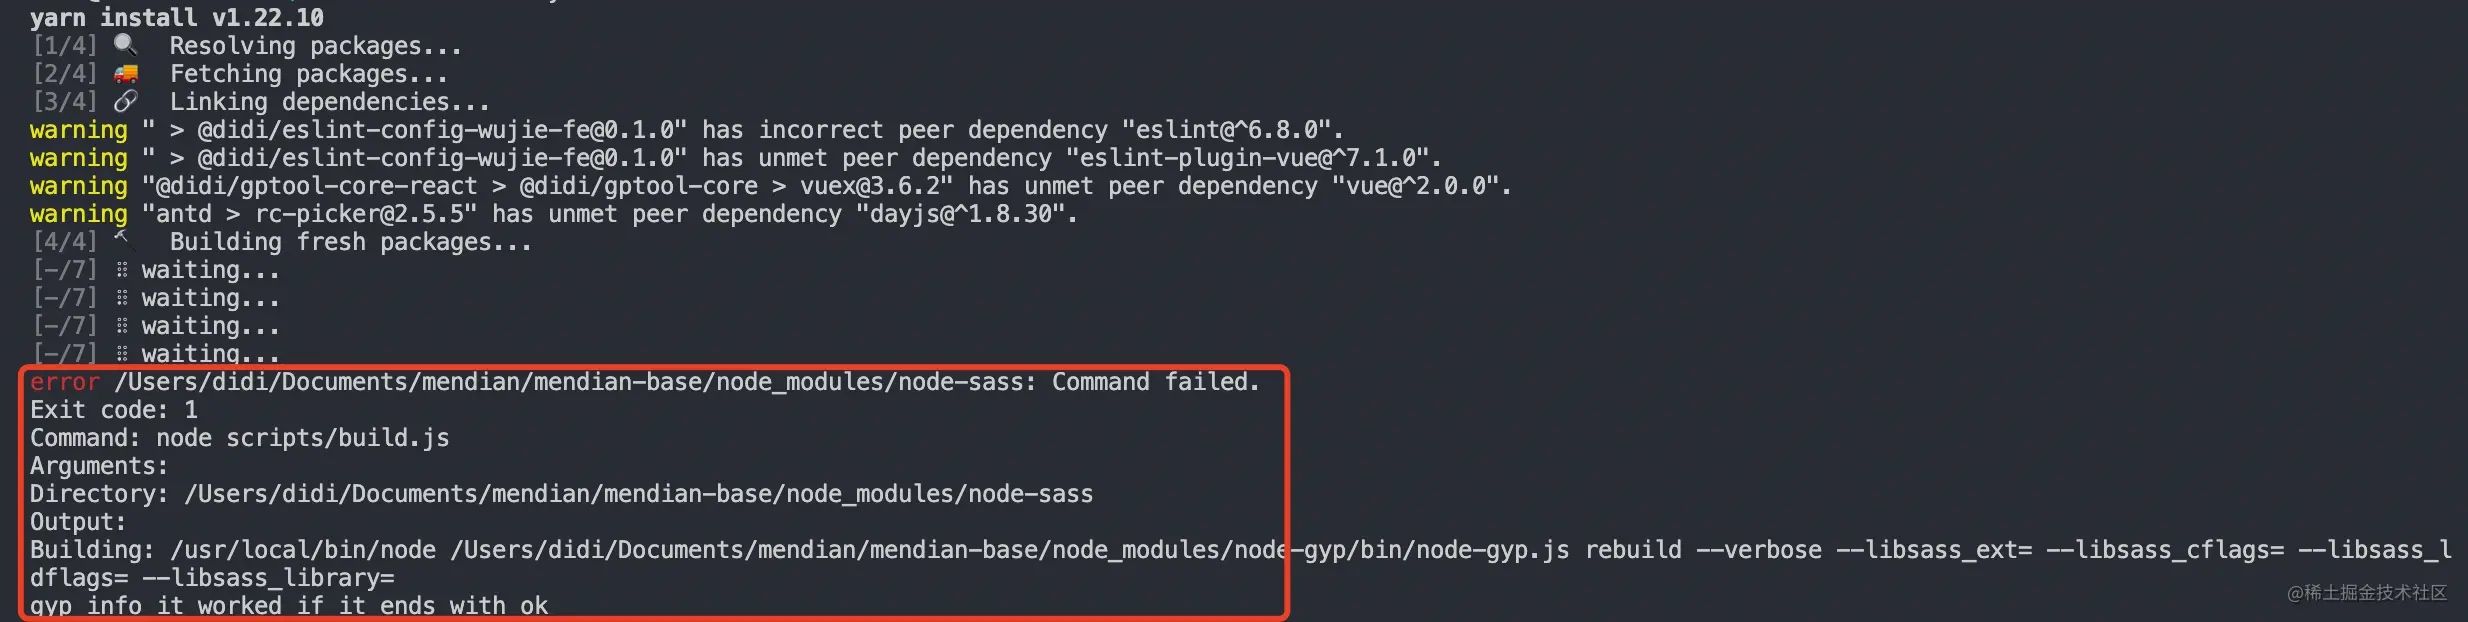 yarn install v1.22.10
[1/4] 🔍 Resolving packages...
[2/4] 🚚 Fetching packages...
[3/4] 🔗 Linking dependencies...
warning " > @didi/eslint-config-wujie-fe@0.1.0" has incorrect peer dependency "eslint@^6.8.0".
warning " > @didi/eslint-config-wujie-fe@0.1.0" has unmet peer dependency "eslint-plugin-vue@^7.1.0".
warning "@didi/gptool-core-react > @didi/gptool-core > vuex@3.6.2" has unmet peer dependency "vue@^2.0.0".
warning "antd > rc-picker@2.5.5" has unmet peer dependency "dayjs@^1.8.30".
[4/4] 🔨 Building fresh packages...
[-/7] ⠿ waiting...
[-/7] ⠿ waiting...
[-/7] ⠿ waiting...
[-/7] ⠿ waiting...
error /Users/didi/Documents/mendian/mendian-base/node_modules/node-sass: Command failed.
Exit code: 1
Command: node scripts/build.js
Arguments:
Directory: /Users/didi/Documents/mendian/mendian-base/node_modules/node-sass
Output:
Building: /usr/local/bin/node /Users/didi/Documents/mendian/mendian-base/node_modules/node-gyp/bin/node-gyp.js rebuild --verbose --libsass_ext= --libsass_cflags= --libsass_l
dflags= --libsass_library=
gyp info it worked if it ends with ok
@稀土掘金技术社区